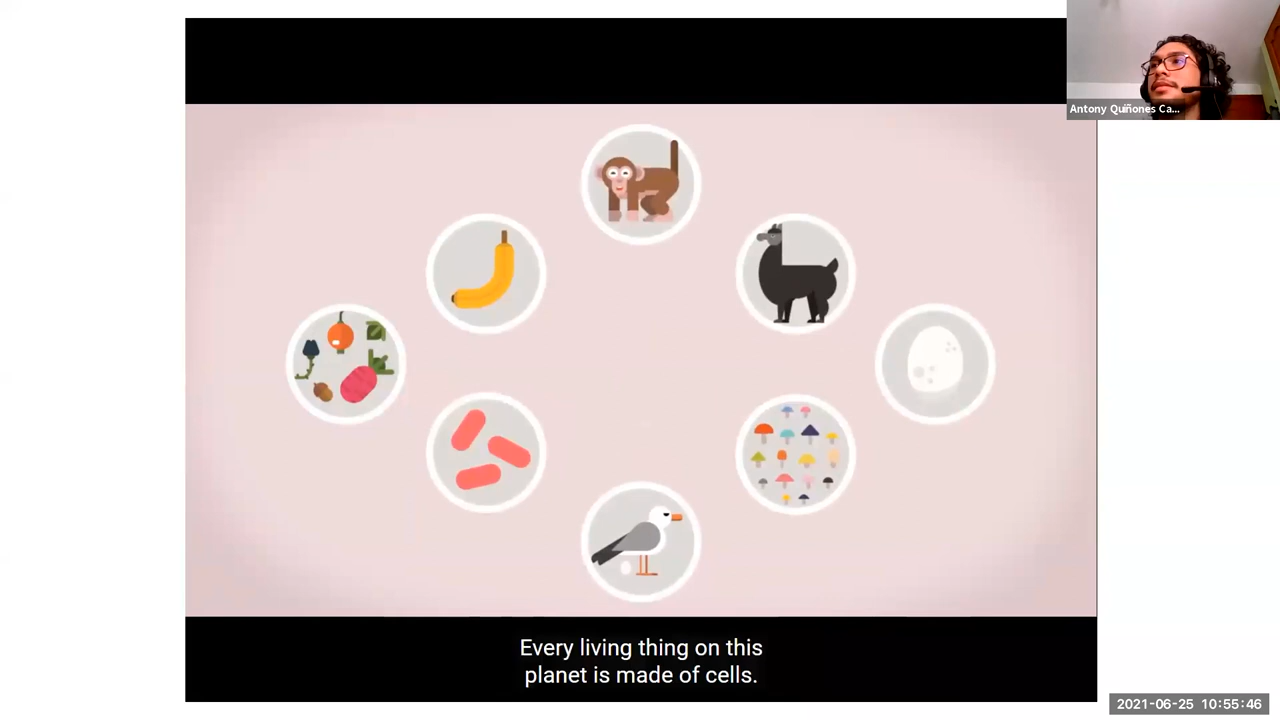 Antony Quiñones Ca...
Every living thing on this
planet is made of cells.
2021-06-25 10:55:46